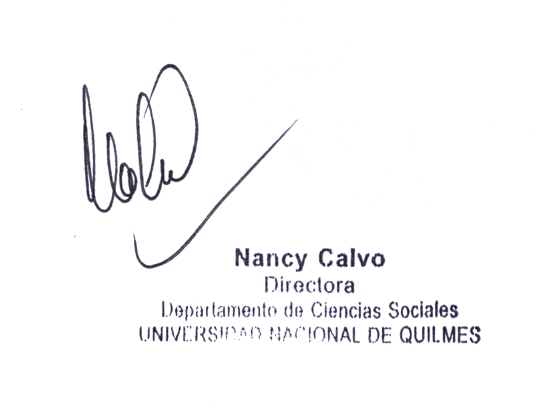 Nancy Calvo
Directora
Departamento de Ciencias Sociales
UNIVERSIDAD NACIONAL DE QUILMES